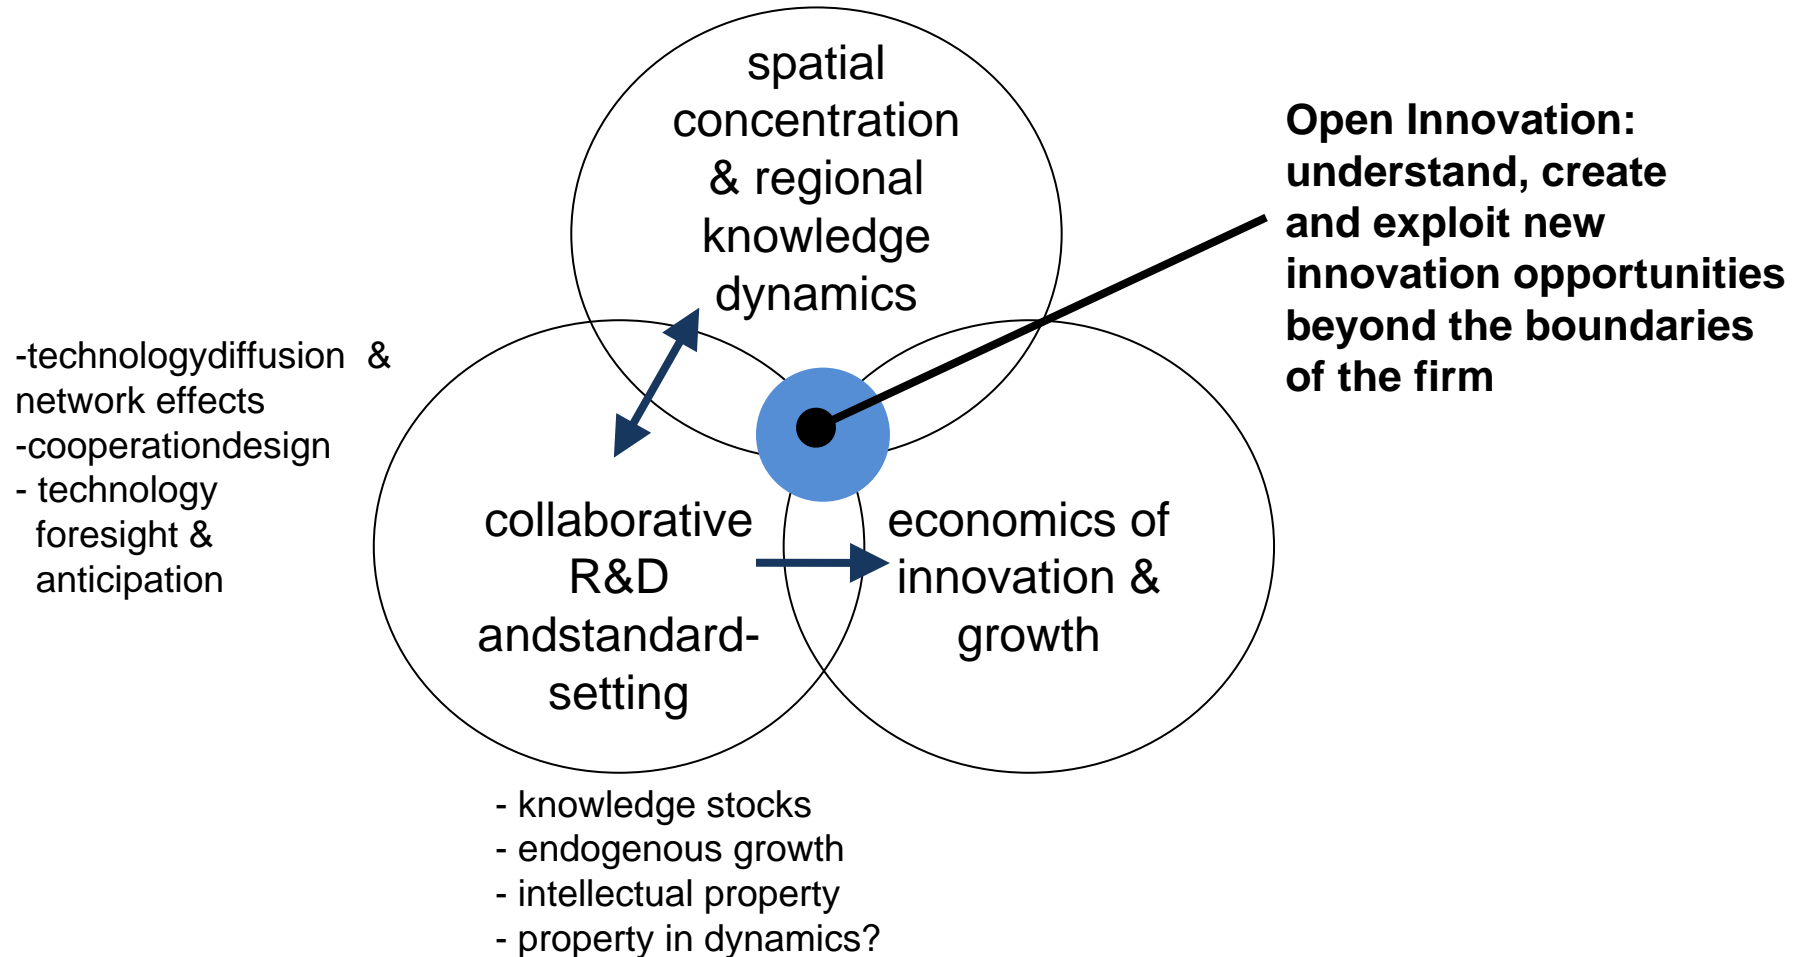 spatial
concentration
& regional
knowledge
dynamics
Open Innovation:
understand, create
and exploit new
innovation opportunities
beyond the boundaries
of the firm
-technologydiffusion &
network effects
-cooperationdesign
- technology
foresight &
anticipation
collaborative
R&D
andstandard-
setting
economics of
innovation &
growth
- knowledge stocks
- endogenous growth
- intellectual property
- property in dynamics?